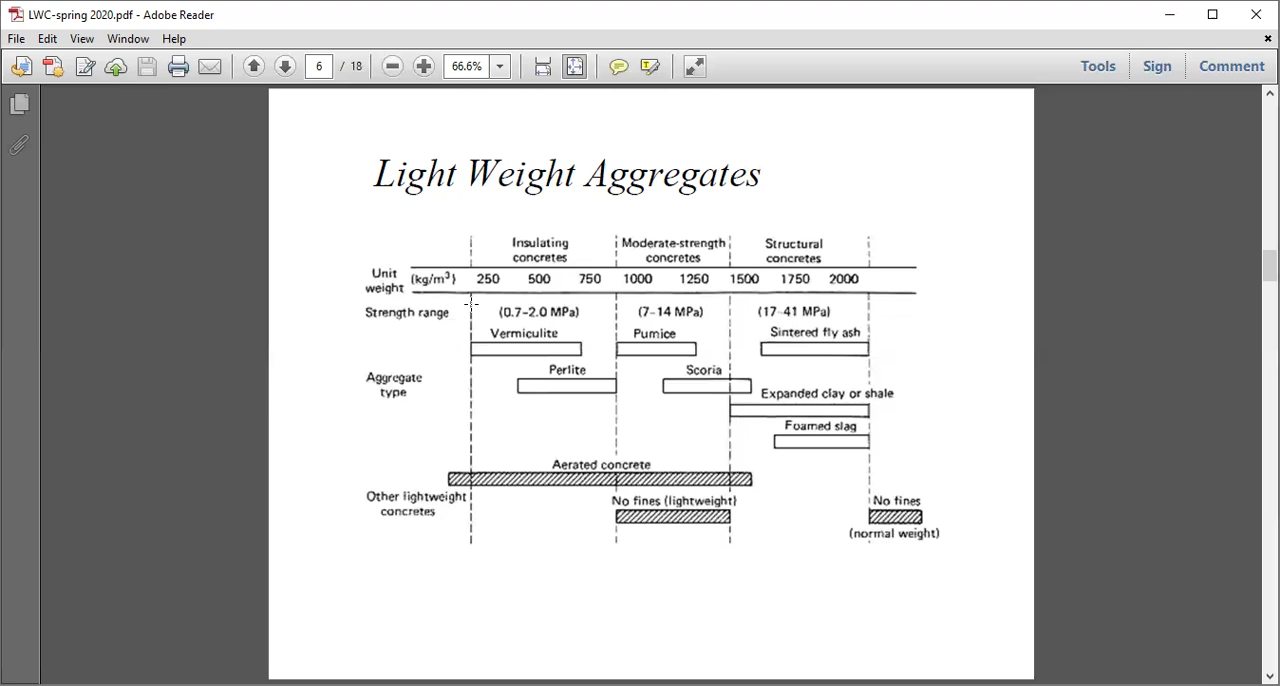 LWC-spring 2020.pdf - Adobe Reader
File Edit View Window Help
6 / 18 66.6% Tools Sign Comment
Light Weight Aggregates
Insulating concretes
Moderate-strength concretes
Structural concretes
Unit weight (kg/m³) 250 500 750 1000 1250 1500 1750 2000
Strength range (0.7-2.0 MPa) (7-14 MPa) (17-41 MPa)
Vermiculite Pumice Sintered fly ash
Perlite Scoria
Aggregate type
Expanded clay or shale
Foamed slag
Aerated concrete
Other lightweight concretes
No fines (lightweight) No fines
(normal weight)